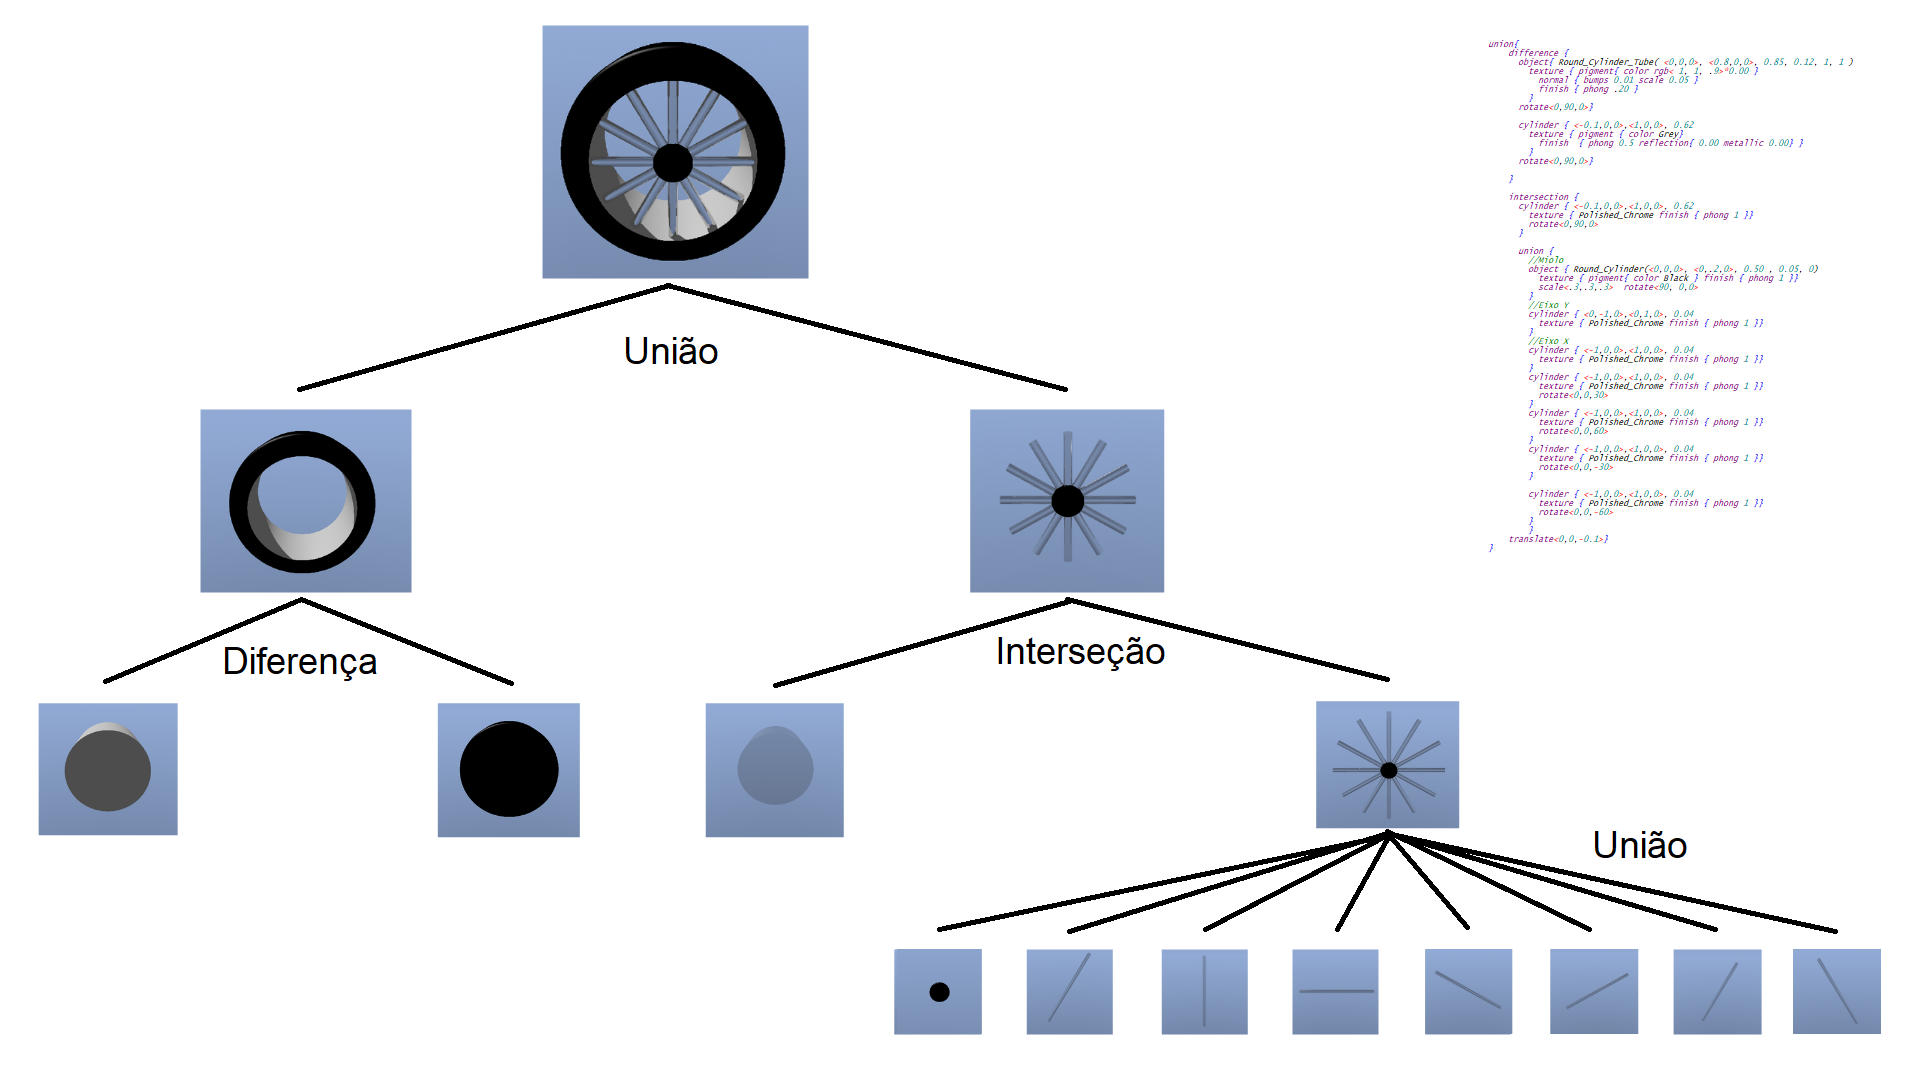 union{
difference {
object{ Round_Cylinder_Tube( <0,0,0>, <0.8,0,0>, 0.85, 0.12, 1, 1 )
texture { pigment{ color rgb< 1, 1, .9>*0.00 }
normal { bumps 0.01 scale 0.05 }
finish { phong .20 }
}
rotate<0,90,0>}
cylinder { <-0.1,0,0>,<1,0,0>, 0.62
texture { pigment { color Grey}
finish  { phong 0.5 reflection{ 0.00 metallic 0.00} }
}
rotate<0,90,0>}
}
intersection {
cylinder { <-0.1,0,0>,<1,0,0>, 0.62
texture { Polished_Chrome finish { phong 1 }}
rotate<0,90,0>
}
union {
//Miolo
object { Round_Cylinder(<0,0,0>, <0,.2,0>, 0.50 , 0.05, 0)
texture { pigment{ color Black } finish { phong 1 }}
scale<.3,.3,.3>  rotate<90, 0,0>
}
//Eixo Y
cylinder { <0,-1,0>,<0,1,0>, 0.04
texture { Polished_Chrome finish { phong 1 }}
}
//Eixo X
cylinder { <-1,0,0>,<1,0,0>, 0.04
texture { Polished_Chrome finish { phong 1 }}
}
cylinder { <-1,0,0>,<1,0,0>, 0.04
texture { Polished_Chrome finish { phong 1 }}
rotate<0,0,30>
}
cylinder { <-1,0,0>,<1,0,0>, 0.04
texture { Polished_Chrome finish { phong 1 }}
rotate<0,0,60>
}
cylinder { <-1,0,0>,<1,0,0>, 0.04
texture { Polished_Chrome finish { phong 1 }}
rotate<0,0,-30>
}
cylinder { <-1,0,0>,<1,0,0>, 0.04
texture { Polished_Chrome finish { phong 1 }}
rotate<0,0,-60>
}
}
translate<0,0,-0.1>}
}
União
Diferença
Interseção
União